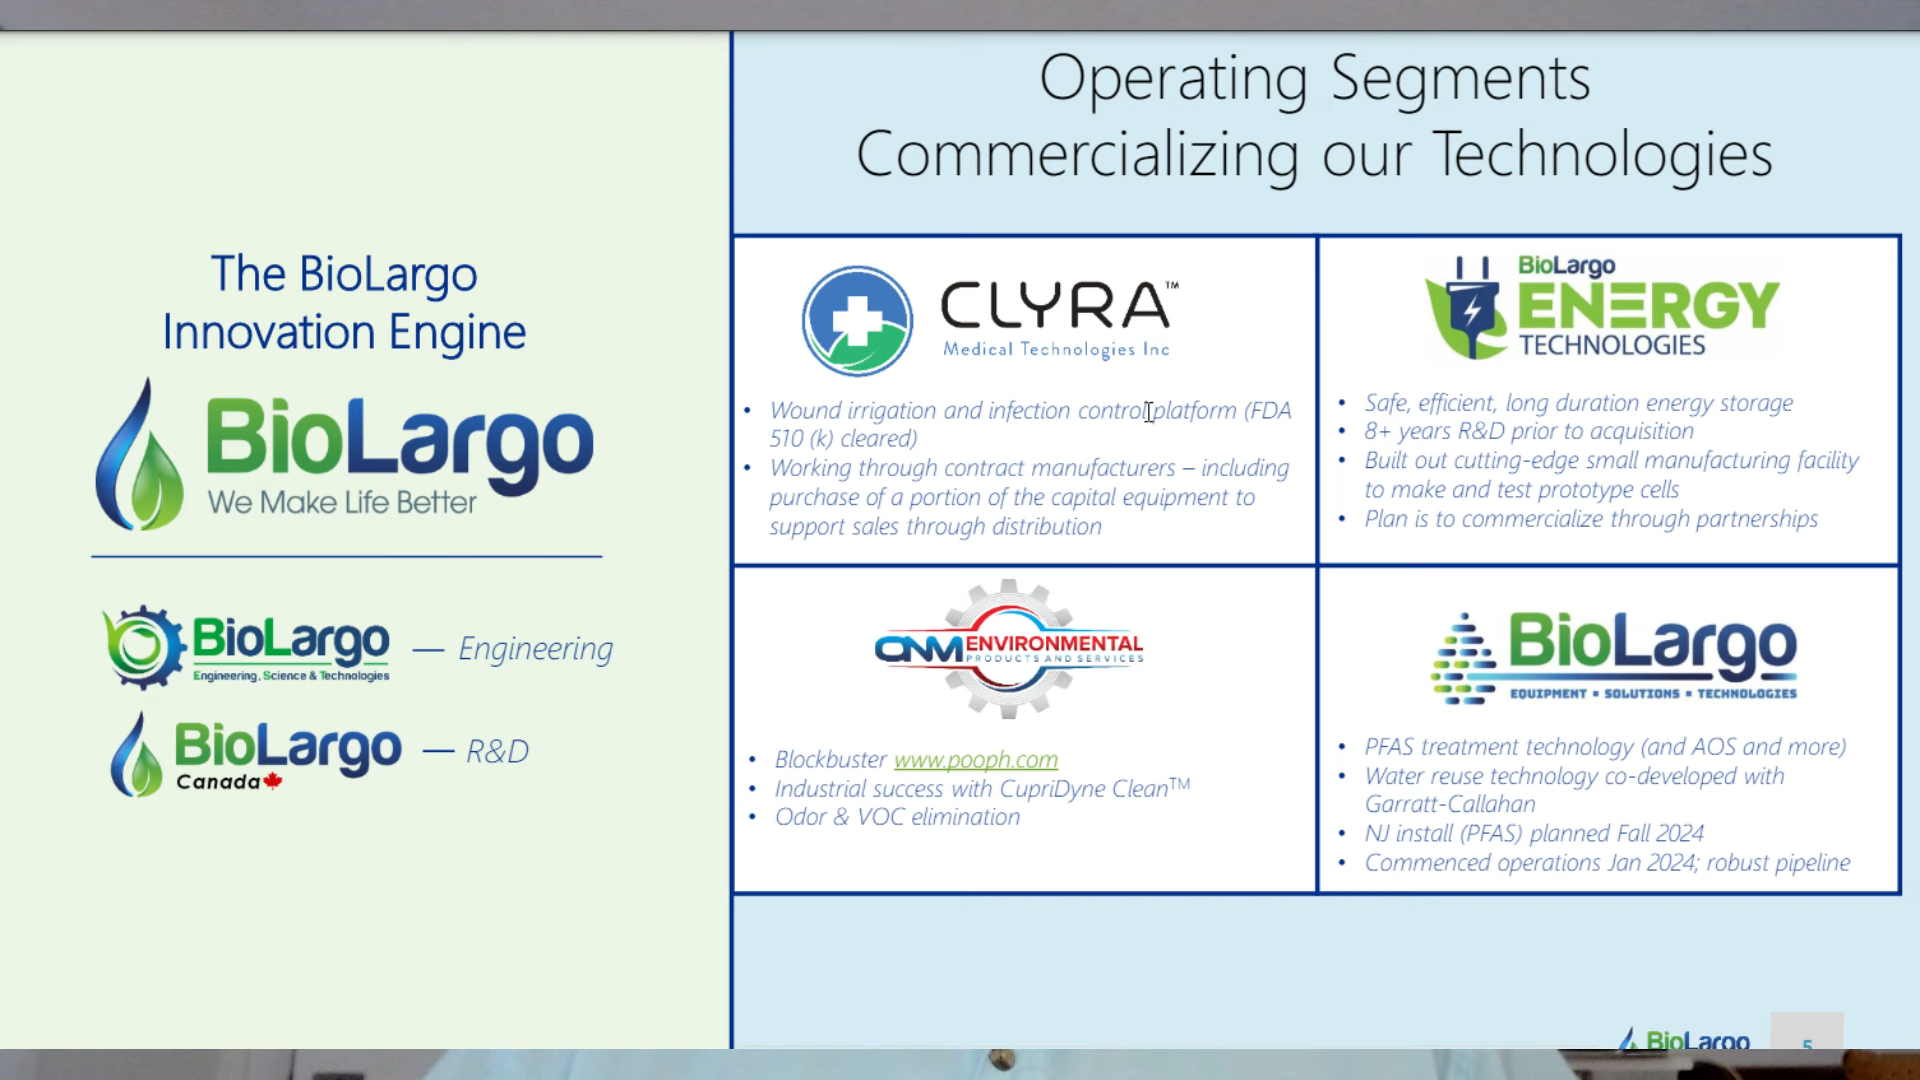 Operating Segments
Commercializing our Technologies
The BioLargo
Innovation Engine
BioLargo
We Make Life Better
BioLargo
Engineering, Science & Technologies
— Engineering
BioLargo
Canada
— R&D
CLYRA™
Medical Technologies Inc
• Wound irrigation and infection control platform (FDA
510 (k) cleared)
• Working through contract manufacturers – including
purchase of a portion of the capital equipment to
support sales through distribution
BioLargo
ENERGY
TECHNOLOGIES
• Safe, efficient, long duration energy storage
• 8+ years R&D prior to acquisition
• Built out cutting-edge small manufacturing facility
to make and test prototype cells
• Plan is to commercialize through partnerships
ONM ENVIRONMENTAL
PRODUCTS AND SERVICES
• Blockbuster www.pooph.com
• Industrial success with CupriDyne Clean™
• Odor & VOC elimination
BioLargo
EQUIPMENT ▪ SOLUTIONS ▪ TECHNOLOGIES
• PFAS treatment technology (and AOS and more)
• Water reuse technology co-developed with
Garratt-Callahan
• NJ install (PFAS) planned Fall 2024
• Commenced operations Jan 2024; robust pipeline
BioLargo
5